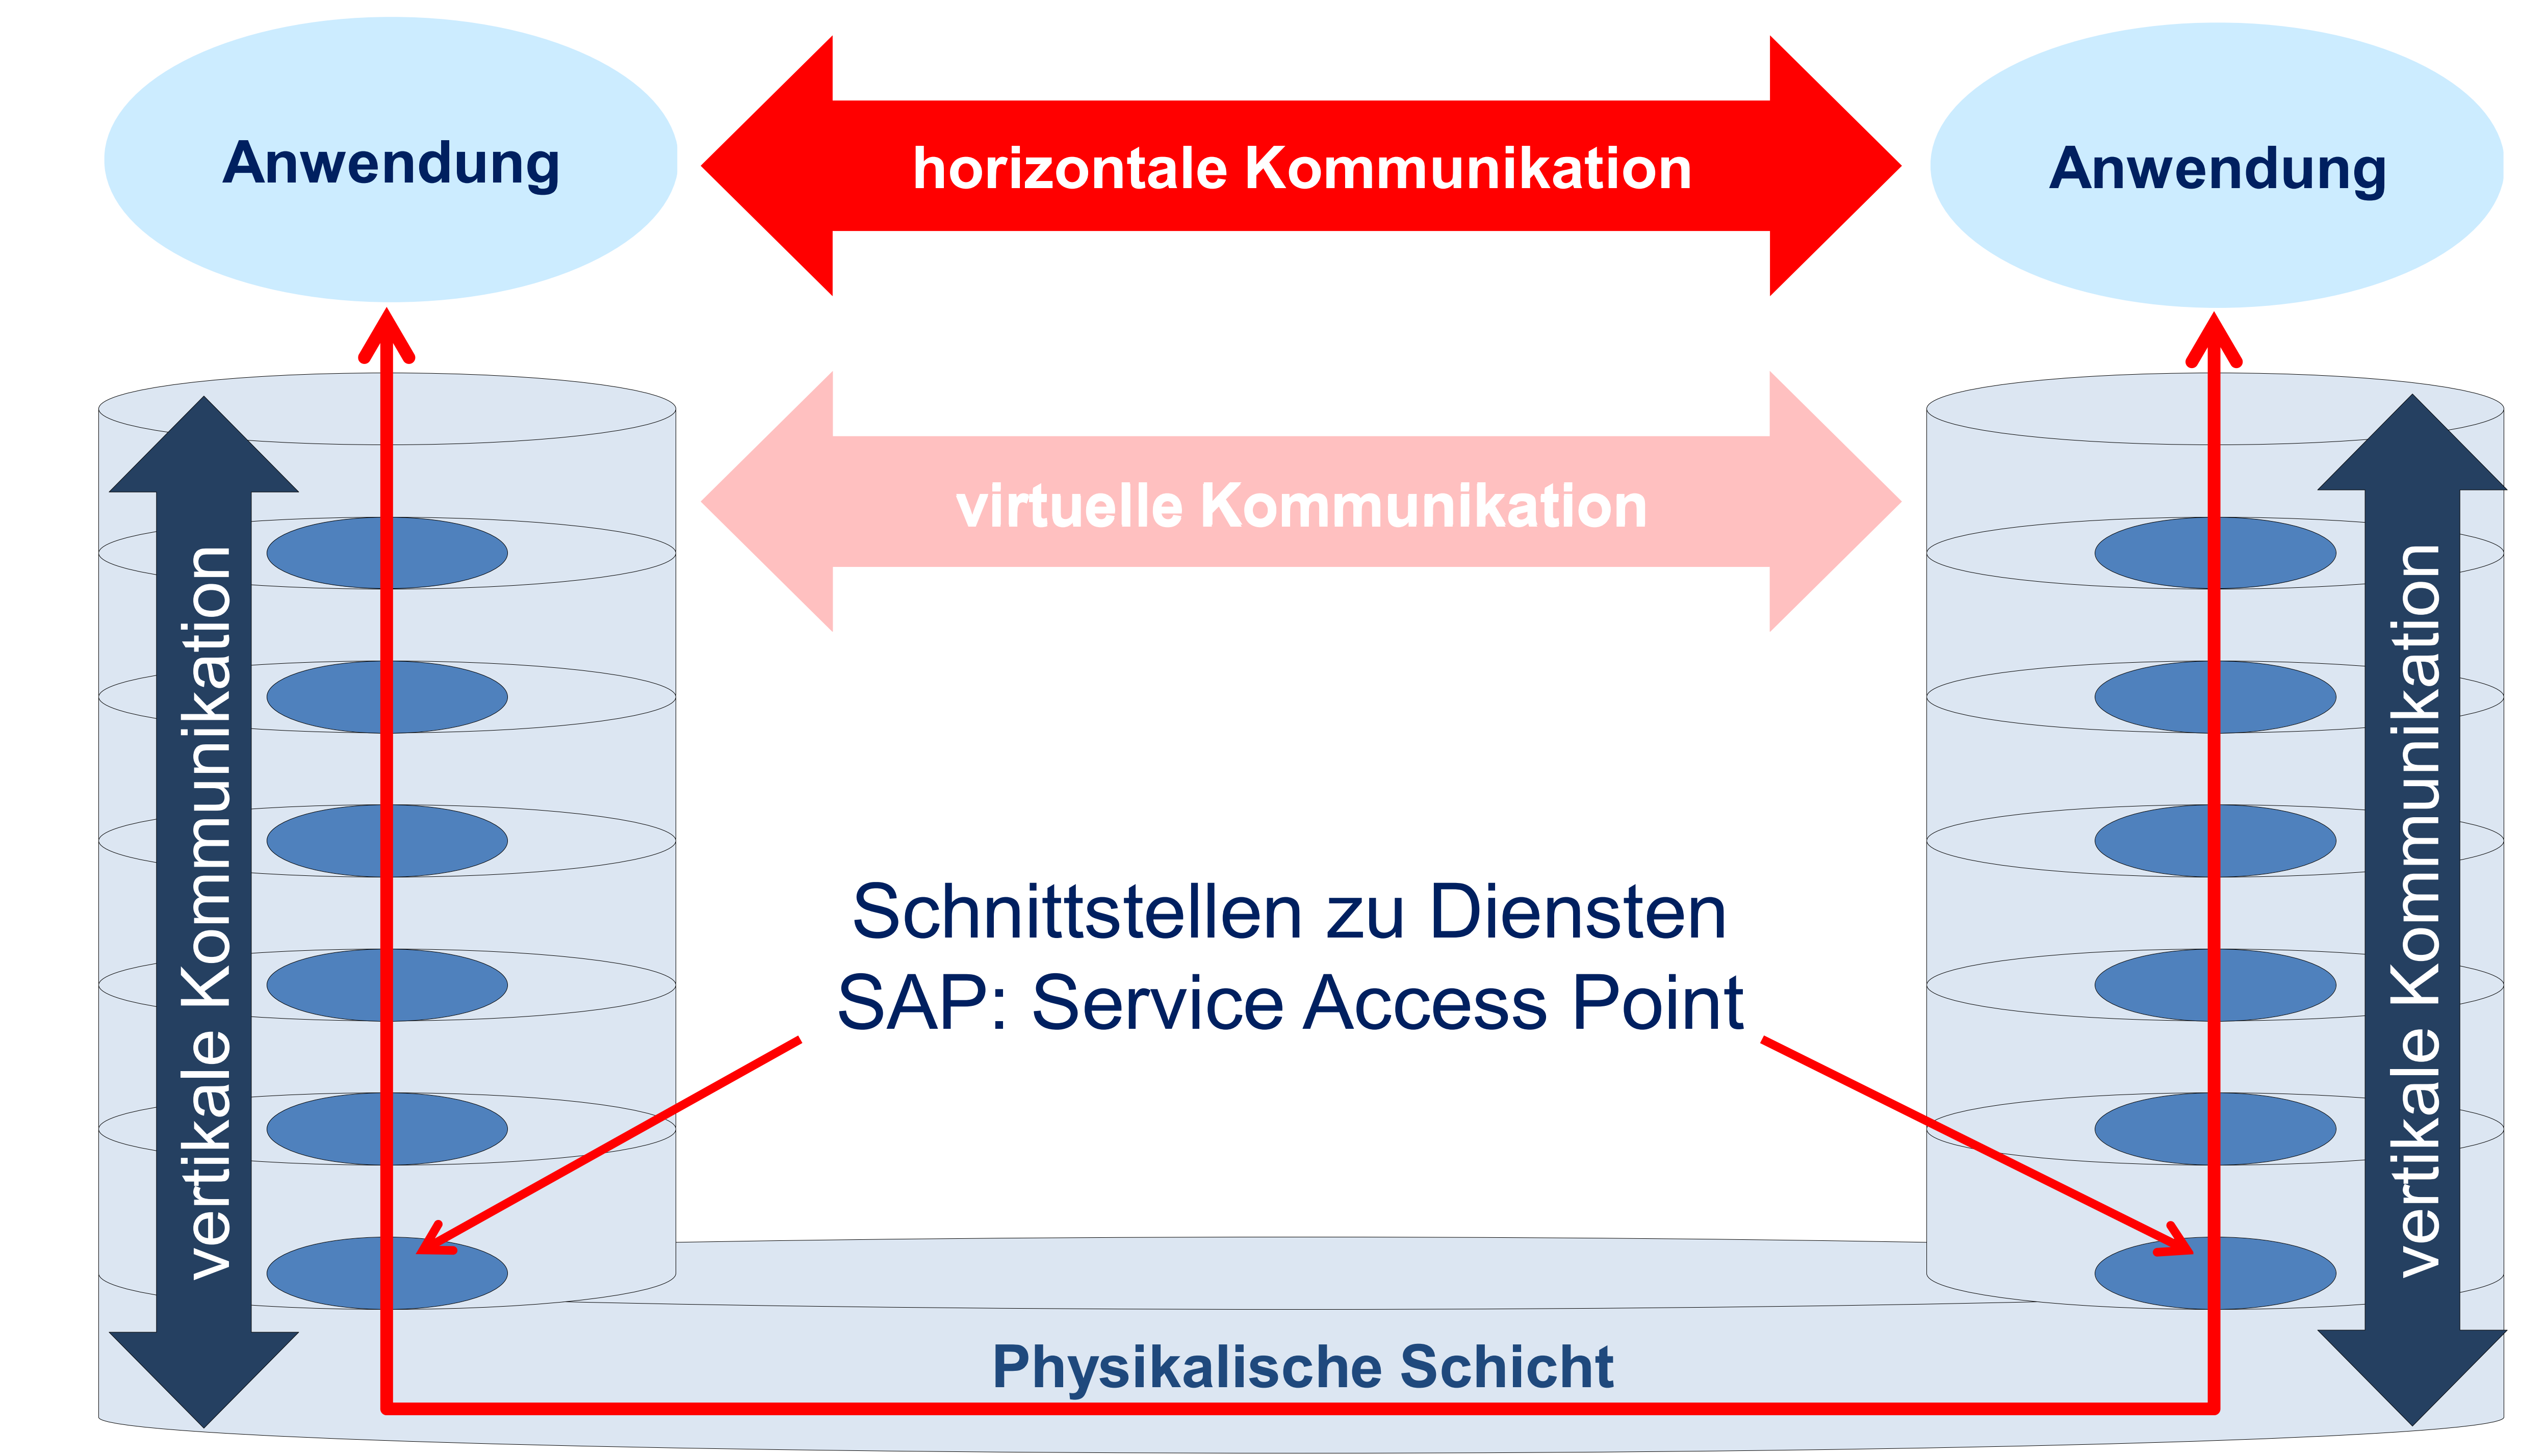 Anwendung
horizontale Kommunikation
Anwendung
virtuelle Kommunikation
vertikale Kommunikation
Schnittstellen zu Diensten
SAP: Service Access Point
vertikale Kommunikation
Physikalische Schicht